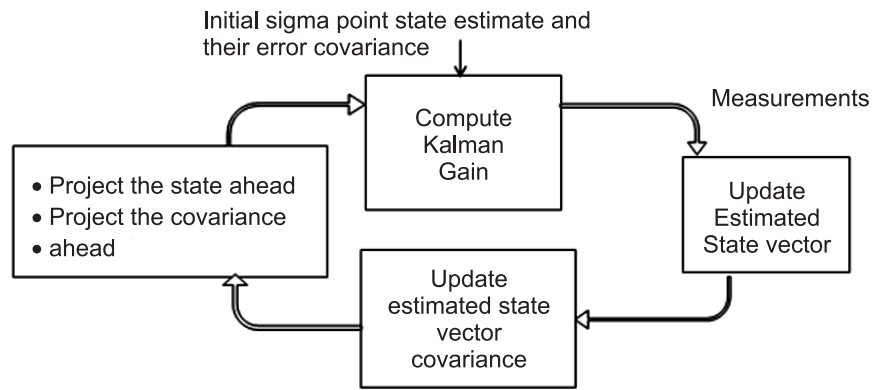 Initial sigma point state estimate and
their error covariance
Compute
Kalman
Gain
Measurements
• Project the state ahead
• Project the covariance
• ahead
Update
Estimated
State vector
Update
estimated state
vector
covariance